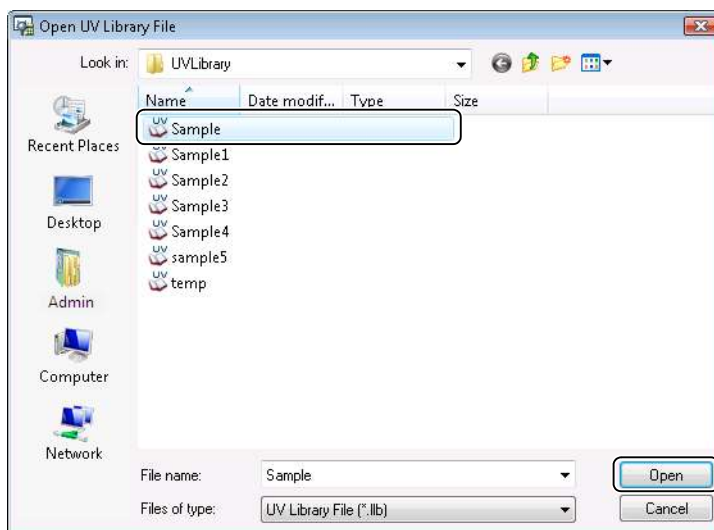 Open UV Library File
Look in: UVLibrary
Name Date modif... Type Size
Sample
Sample1
Sample2
Sample3
Sample4
sample5
temp
Recent Places
Desktop
Admin
Computer
Network
File name: Sample Open
Files of type: UV Library File (*.llb) Cancel